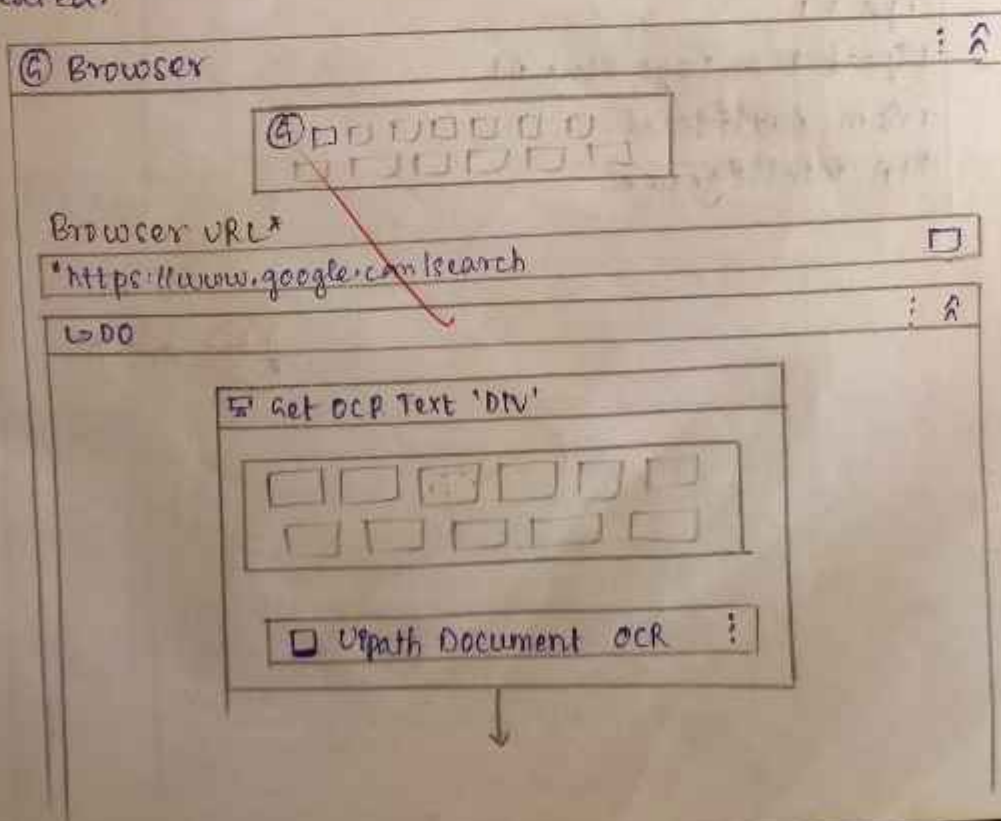 G Browser
G
Browser URL*
"https://www.google.com/search
DO
Get OCR Text 'DIV'
Uipath Document OCR